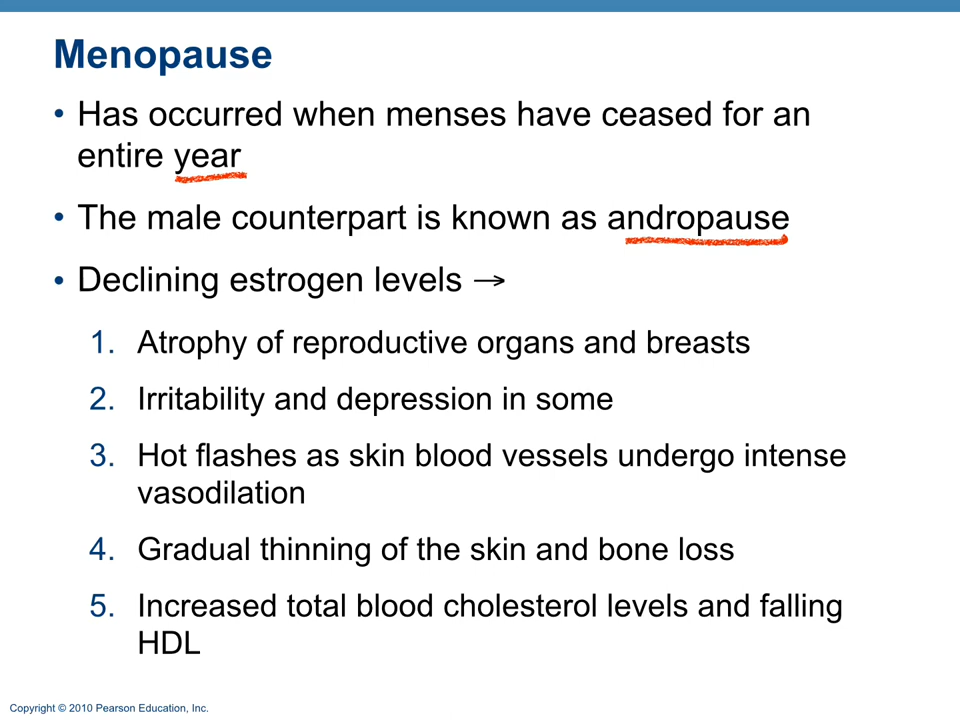 Menopause
• Has occurred when menses have ceased for an
entire year
• The male counterpart is known as andropause
• Declining estrogen levels →
1. Atrophy of reproductive organs and breasts
2. Irritability and depression in some
3. Hot flashes as skin blood vessels undergo intense
vasodilation
4. Gradual thinning of the skin and bone loss
5. Increased total blood cholesterol levels and falling
HDL
Copyright © 2010 Pearson Education, Inc.